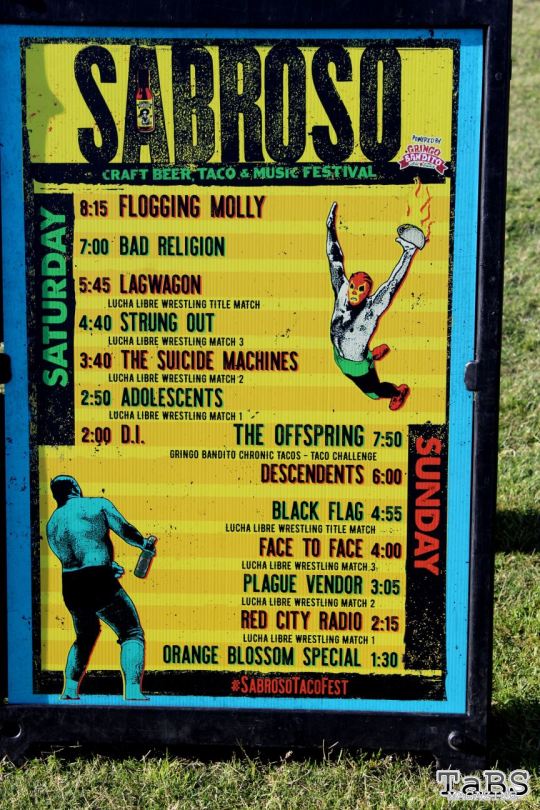 SABROSO
POWERED BY
GRINGO
BANDITO
CRAFT BEER, TACO & MUSIC FESTIVAL
SATURDAY
8:15 FLOGGING MOLLY
7:00 BAD RELIGION
5:45 LAGWAGON
LUCHA LIBRE WRESTLING TITLE MATCH
4:40 STRUNG OUT
LUCHA LIBRE WRESTLING MATCH 3
3:40 THE SUICIDE MACHINES
LUCHA LIBRE WRESTLING MATCH 2
2:50 ADOLESCENTS
LUCHA LIBRE WRESTLING MATCH 1
2:00 D.I.
SUNDAY
THE OFFSPRING 7:50
GRINGO BANDITO CHRONIC TACOS - TACO CHALLENGE
DESCENDENTS 6:00
BLACK FLAG 4:55
LUCHA LIBRE WRESTLING TITLE MATCH
FACE TO FACE 4:00
LUCHA LIBRE WRESTLING MATCH 3
PLAGUE VENDOR 3:05
LUCHA LIBRE WRESTLING MATCH 2
RED CITY RADIO 2:15
LUCHA LIBRE WRESTLING MATCH 1
ORANGE BLOSSOM SPECIAL 1:30
#SABROSOTACOFEST
TaBS